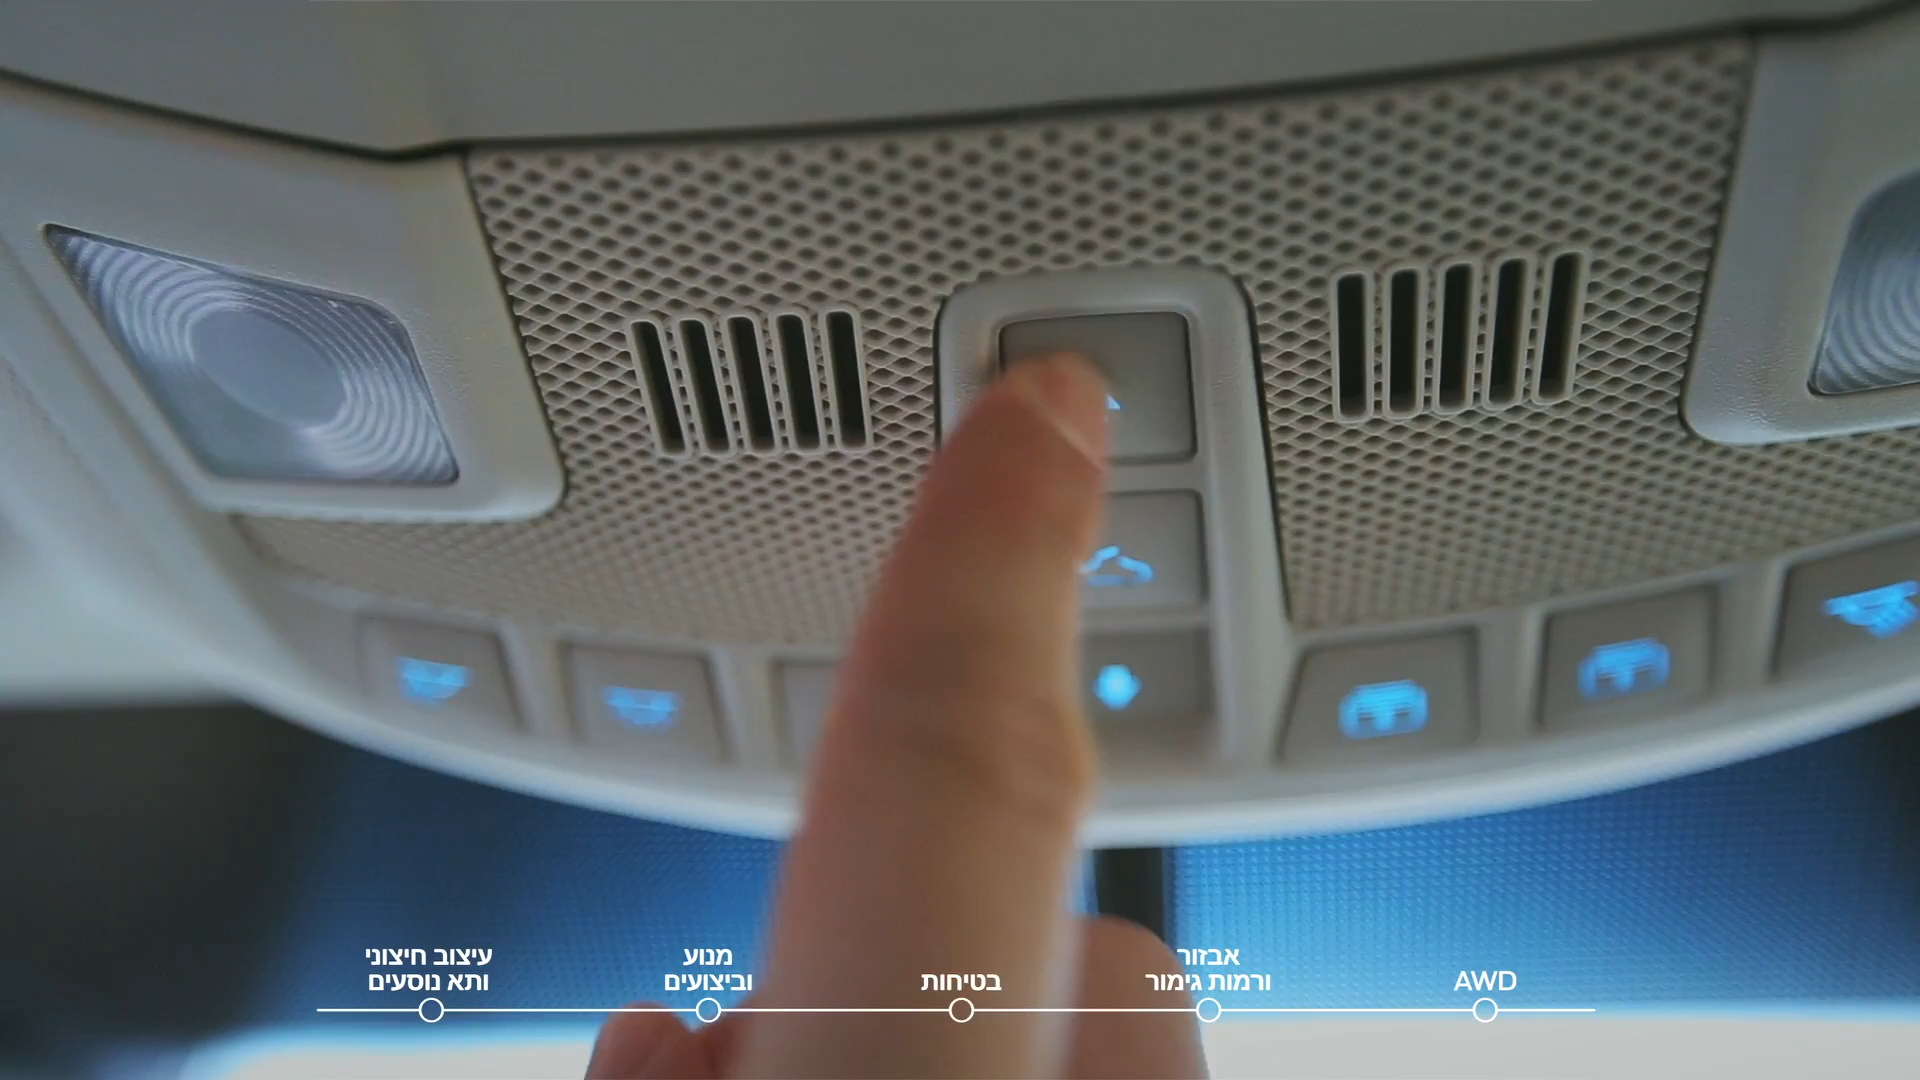 עיצוב חיצוני
ותא נוסעים
מנוע
וביצועים
בטיחות
אבזור
ורמות גימור
AWD